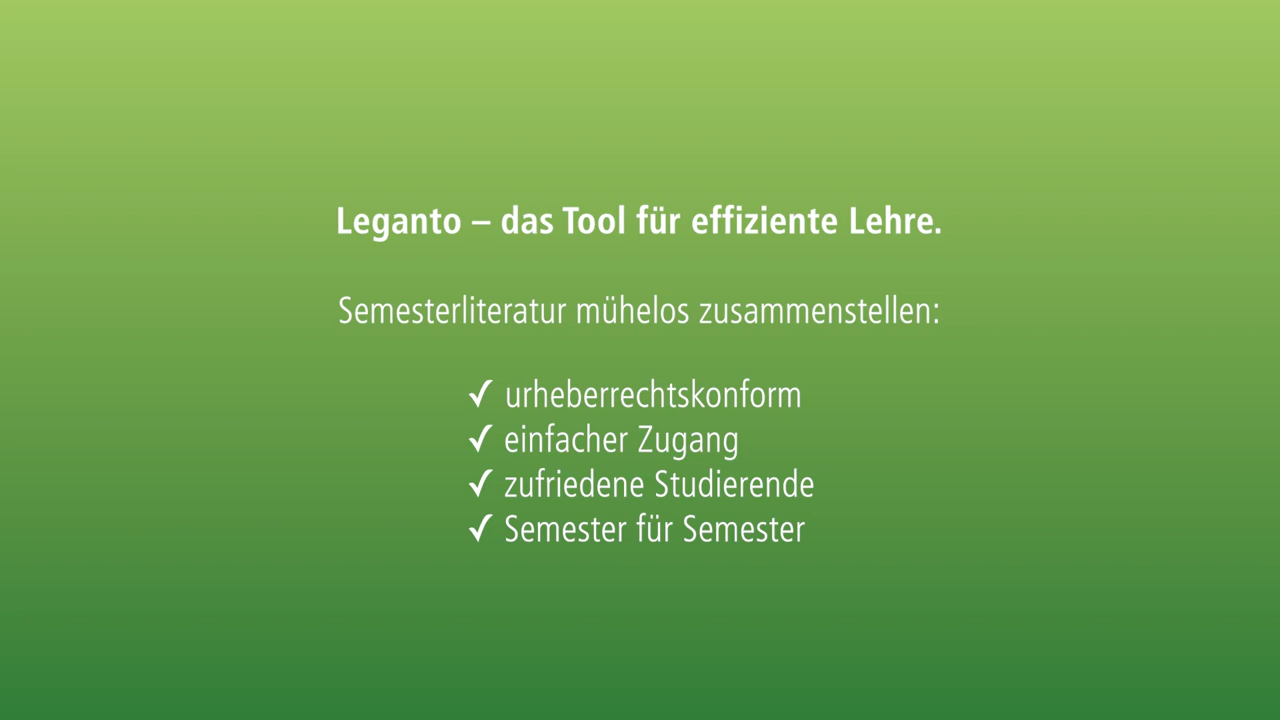 Leganto – das Tool für effiziente Lehre.
Semesterliteratur mühelos zusammenstellen:
✓ urheberrechtskonform
✓ einfacher Zugang
✓ zufriedene Studierende
✓ Semester für Semester